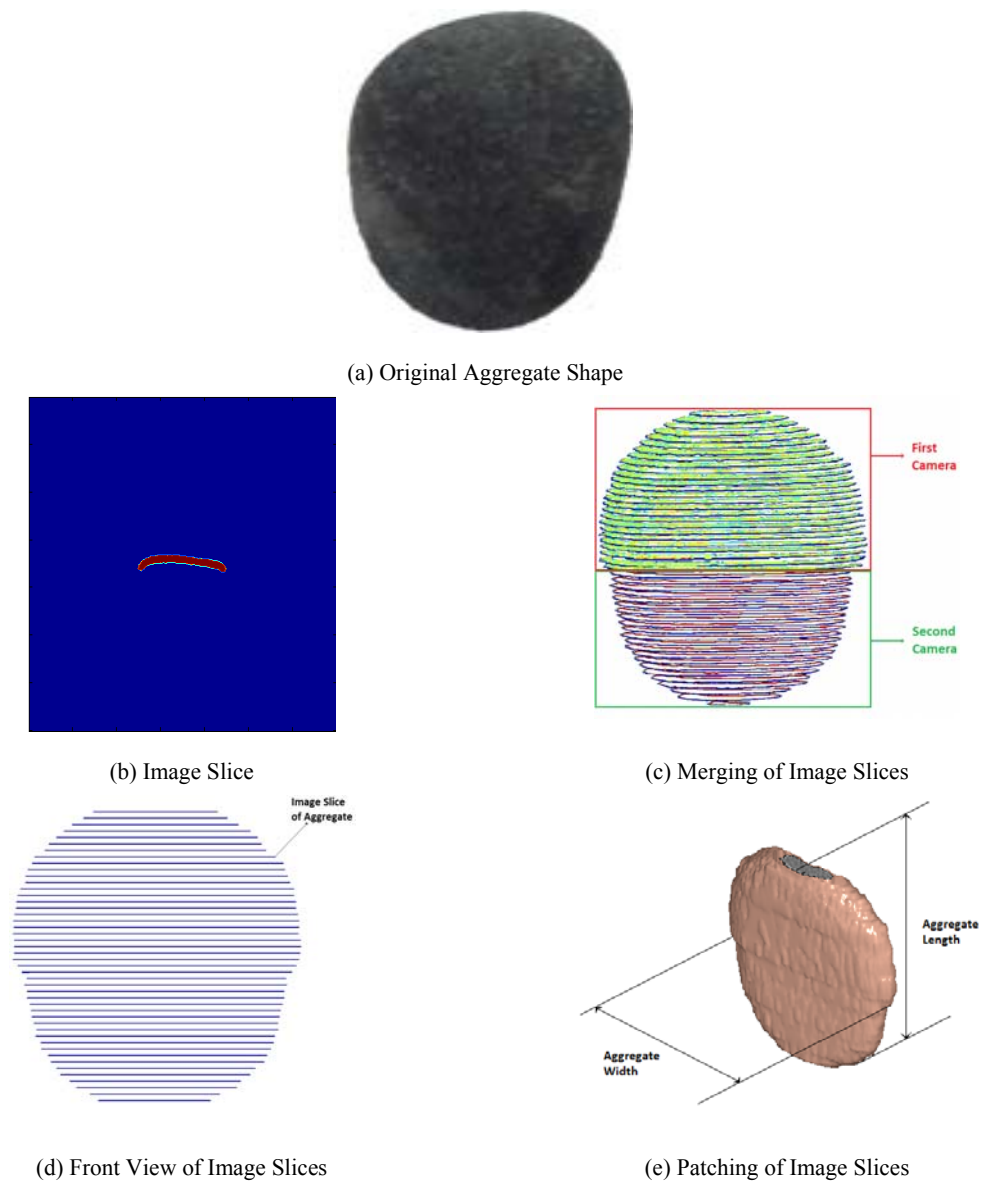 (a) Original Aggregate Shape
First
Camera
Second
Camera
(b) Image Slice
(c) Merging of Image Slices
Image Slice
of Aggregate
Aggregate
Length
Aggregate
Width
(d) Front View of Image Slices
(e) Patching of Image Slices